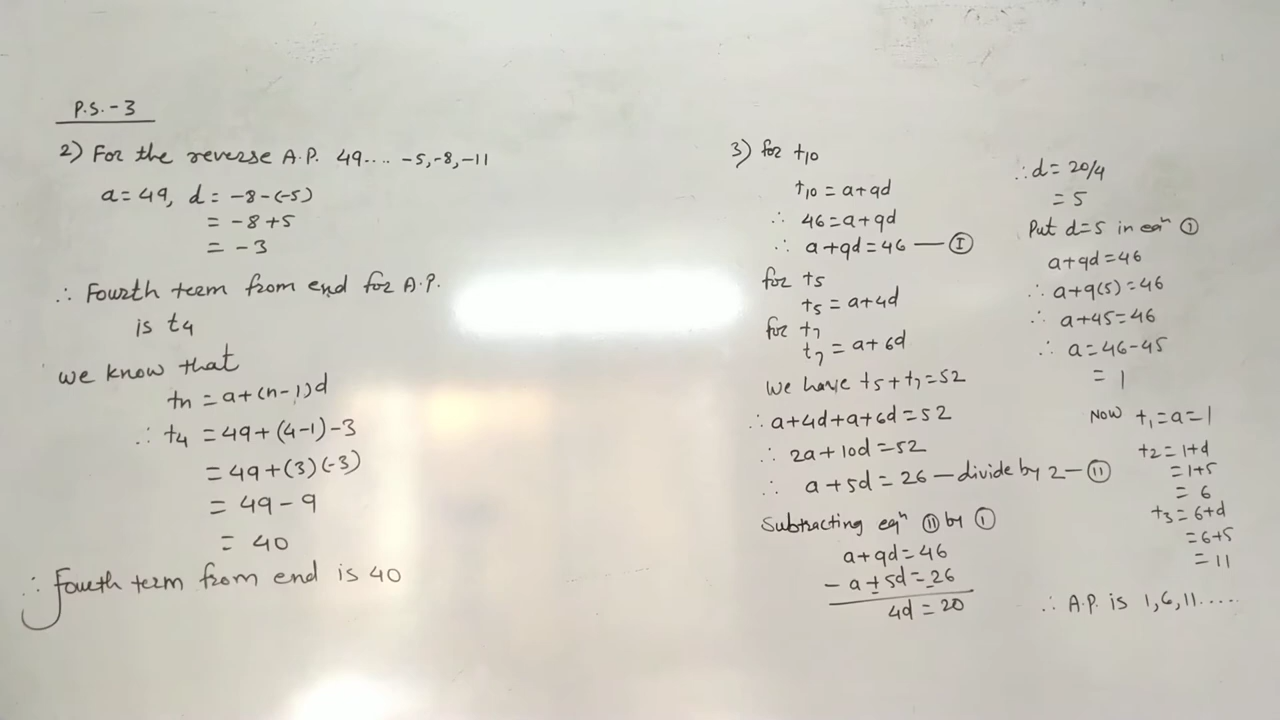 P.S.-3
2) For the reverse A.P. 49.... -5,-8,-11
a=49, d = -8-(-5)
= -8+5
= -3
∴ Fourth term from end for A.P.
is t4
we know that
tn = a+(n-1)d
∴ t4 = 49+(4-1)-3
= 49+(3)(-3)
= 49-9
= 40
∴ Fourth term from end is 40
3) for t10
t10 = a+9d
∴ 46=a+9d
∴ a+9d=46 — I
for t5
t5 = a+4d
for t7
t7 = a+6d
We have t5+t7=52
∴ a+4d+a+6d=52
∴ 2a+10d=52
∴ a+5d=26 — divide by 2 — II
Subtracting eqn II by I
a+9d=46
- a±5d=-26
4d=20
∴ d= 20/4
= 5
Put d=5 in eqn I
a+9d=46
∴ a+9(5)=46
∴ a+45=46
∴ a=46-45
= 1
Now t1=a=1
t2=1+d
=1+5
= 6
t3=6+d
=6+5
=11
∴ A.P. is 1,6,11.....